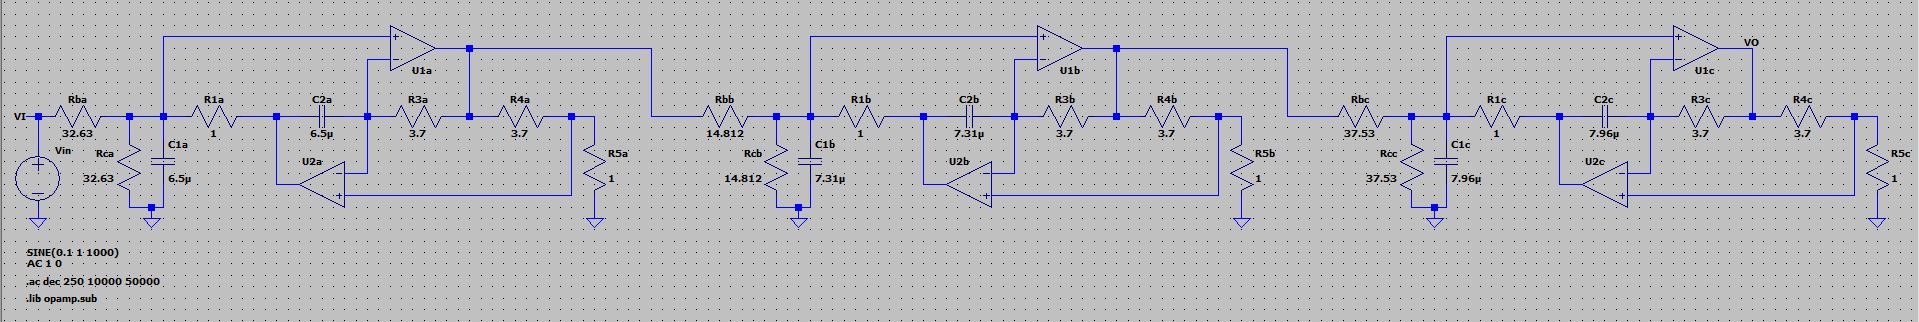 VI
Rba
32.63
Vin
Rca
32.63
C1a
6.5µ
R1a
1
C2a
6.5µ
U1a
R3a
3.7
R4a
3.7
U2a
R5a
1
Rbb
14.812
Rcb
14.812
C1b
7.31µ
R1b
1
C2b
7.31µ
U1b
R3b
3.7
R4b
3.7
U2b
R5b
1
Rbc
37.53
Rcc
37.53
C1c
7.96µ
R1c
1
C2c
7.96µ
U1c
VO
R3c
3.7
R4c
3.7
U2c
R5c
1
SINE(0.1 1 1000)
AC 1 0
.ac dec 250 10000 50000
.lib opamp.sub